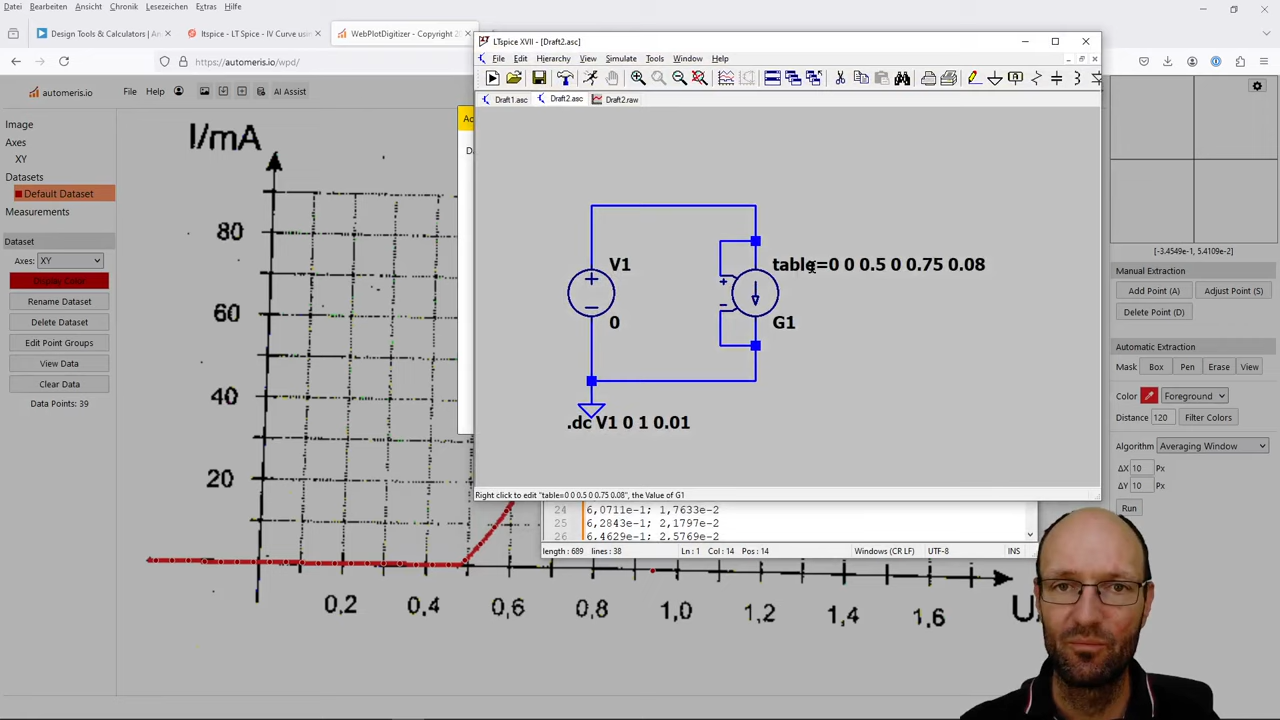 Datei Bearbeiten Ansicht Chronik Lesezeichen Extras Hilfe
Design Tools & Calculators | An
ltspice - LT Spice - IV Curve using
WebPlotDigitizer - Copyright 2
https://automeris.io/wpd/
automeris.io
File Help
AI Assist
Image
Axes
XY
Datasets
Default Dataset
Measurements
Dataset
Axes: XY
Display Color
Rename Dataset
Delete Dataset
Edit Point Groups
View Data
Clear Data
Data Points: 39
I/mA
80
60
40
20
0,2 0,4 0,6 0,8 1,0 1,2 1,4 1,6
LTspice XVII - [Draft2.asc]
File Edit Hierarchy View Simulate Tools Window Help
Draft1.asc Draft2.asc Draft2.raw
V1
0
table=0 0 0.5 0 0.75 0.08
G1
.dc V1 0 1 0.01
Right click to edit "table=0 0 0.5 0 0.75 0.08", the Value of G1
24 6,0711e-1; 1,7633e-2
25 6,2843e-1; 2,1797e-2
26 6,4629e-1; 2,5769e-2
length : 689 lines : 38 Ln : 1 Col : 14 Pos : 14 Windows (CR LF) UTF-8 INS
[-3.4549e-1, 5.4109e-2]
Manual Extraction
Add Point (A) Adjust Point (S)
Delete Point (D)
Automatic Extraction
Mask Box Pen Erase View
Color Foreground
Distance 120 Filter Colors
Algorithm Averaging Window
ΔX 10 Px
ΔY 10 Px
Run